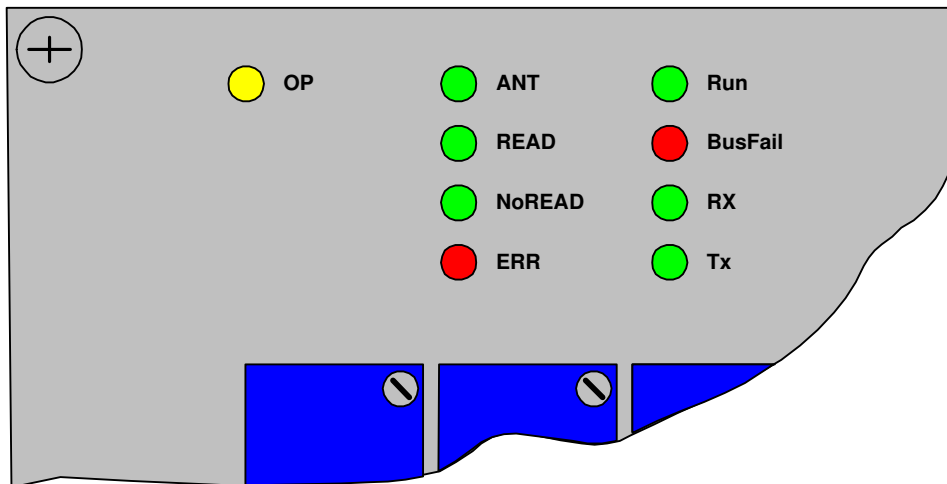 OP
ANT
Run
READ
BusFail
NoREAD
RX
ERR
Tx